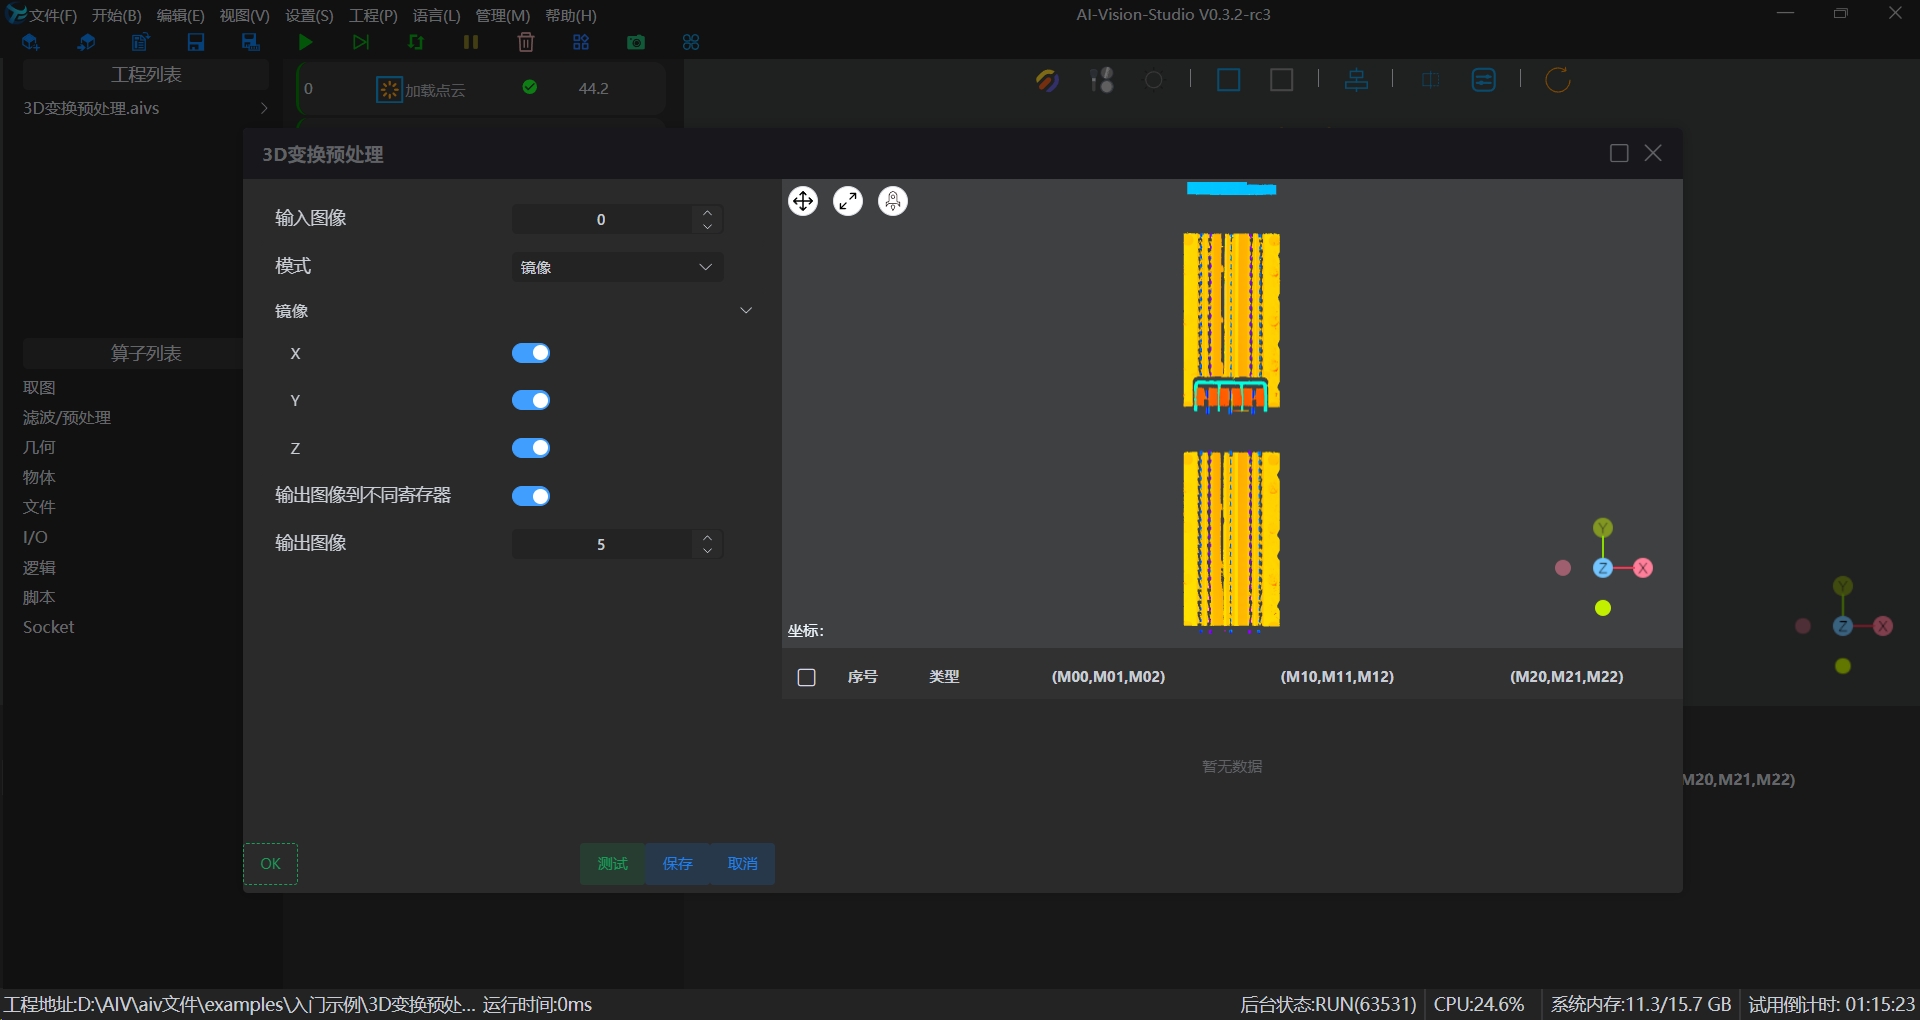 文件(F) 开始(B) 编辑(E) 视图(V) 设置(S) 工程(P) 语言(L) 管理(M) 帮助(H) AI-Vision-Studio V0.3.2-rc3
工程列表
3D变换预处理.aivs
0 加载点云 44.2
3D变换预处理
输入图像 0
模式 镜像
镜像
X
Y
Z
输出图像到不同寄存器
输出图像 5
算子列表
取图
滤波/预处理
几何
物体
文件
I/O
逻辑
脚本
Socket
Y
Z X
坐标:
Y
Z X
序号 类型 (M00,M01,M02) (M10,M11,M12) (M20,M21,M22)
暂无数据
M20,M21,M22)
OK 测试 保存 取消
工程地址:D:\AIV\aiv文件\examples\入门示例\3D变换预处... 运行时间:0ms 后台状态:RUN(63531) CPU:24.6% 系统内存:11.3/15.7 GB 试用倒计时: 01:15:23